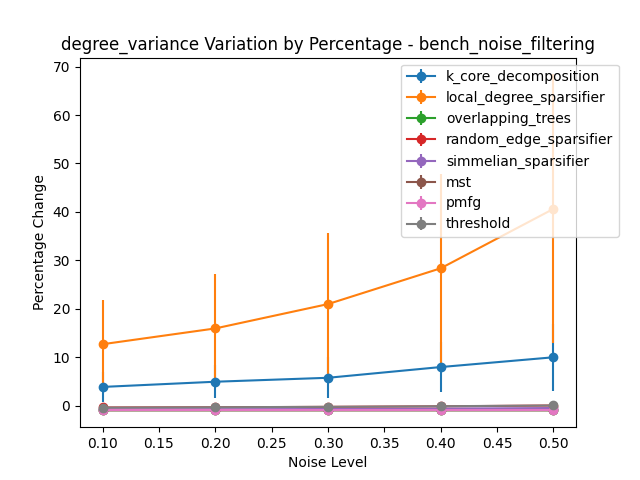 degree_variance Variation by Percentage - bench_noise_filtering
70
60
50
40
30
20
10
0
Percentage Change
k_core_decomposition
local_degree_sparsifier
overlapping_trees
random_edge_sparsifier
simmelian_sparsifier
mst
pmfg
threshold
0.10 0.15 0.20 0.25 0.30 0.35 0.40 0.45 0.50
Noise Level